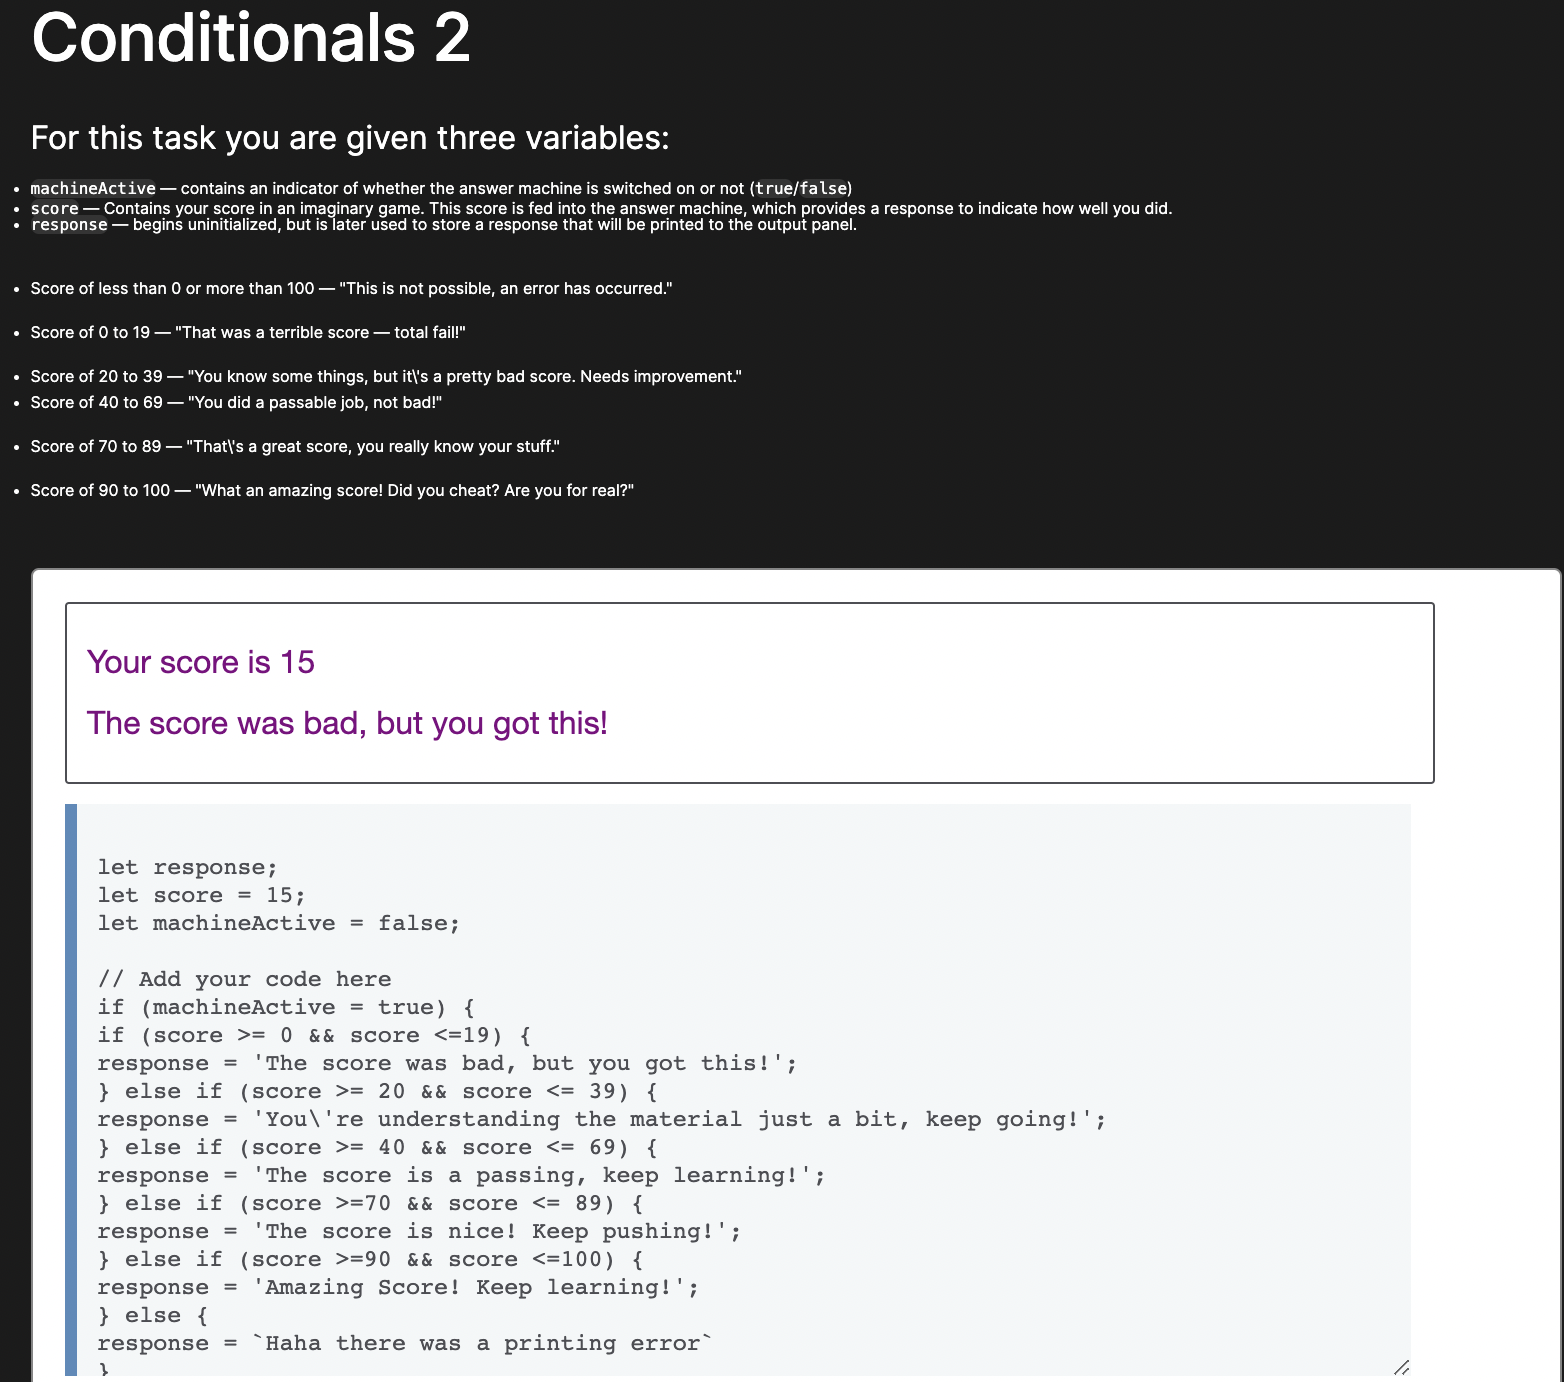 Conditionals 2
For this task you are given three variables:
machineActive — contains an indicator of whether the answer machine is switched on or not (true/false)
score — Contains your score in an imaginary game. This score is fed into the answer machine, which provides a response to indicate how well you did.
response — begins uninitialized, but is later used to store a response that will be printed to the output panel.
Score of less than 0 or more than 100 — "This is not possible, an error has occurred."
Score of 0 to 19 — "That was a terrible score — total fail!"
Score of 20 to 39 — "You know some things, but it\'s a pretty bad score. Needs improvement."
Score of 40 to 69 — "You did a passable job, not bad!"
Score of 70 to 89 — "That\'s a great score, you really know your stuff."
Score of 90 to 100 — "What an amazing score! Did you cheat? Are you for real?"
Your score is 15
The score was bad, but you got this!
let response;
let score = 15;
let machineActive = false;
// Add your code here
if (machineActive = true) {
if (score >= 0 && score <=19) {
response = 'The score was bad, but you got this!';
} else if (score >= 20 && score <= 39) {
response = 'You\'re understanding the material just a bit, keep going!';
} else if (score >= 40 && score <= 69) {
response = 'The score is a passing, keep learning!';
} else if (score >=70 && score <= 89) {
response = 'The score is nice! Keep pushing!';
} else if (score >=90 && score <=100) {
response = 'Amazing Score! Keep learning!';
} else {
response = `Haha there was a printing error`
}